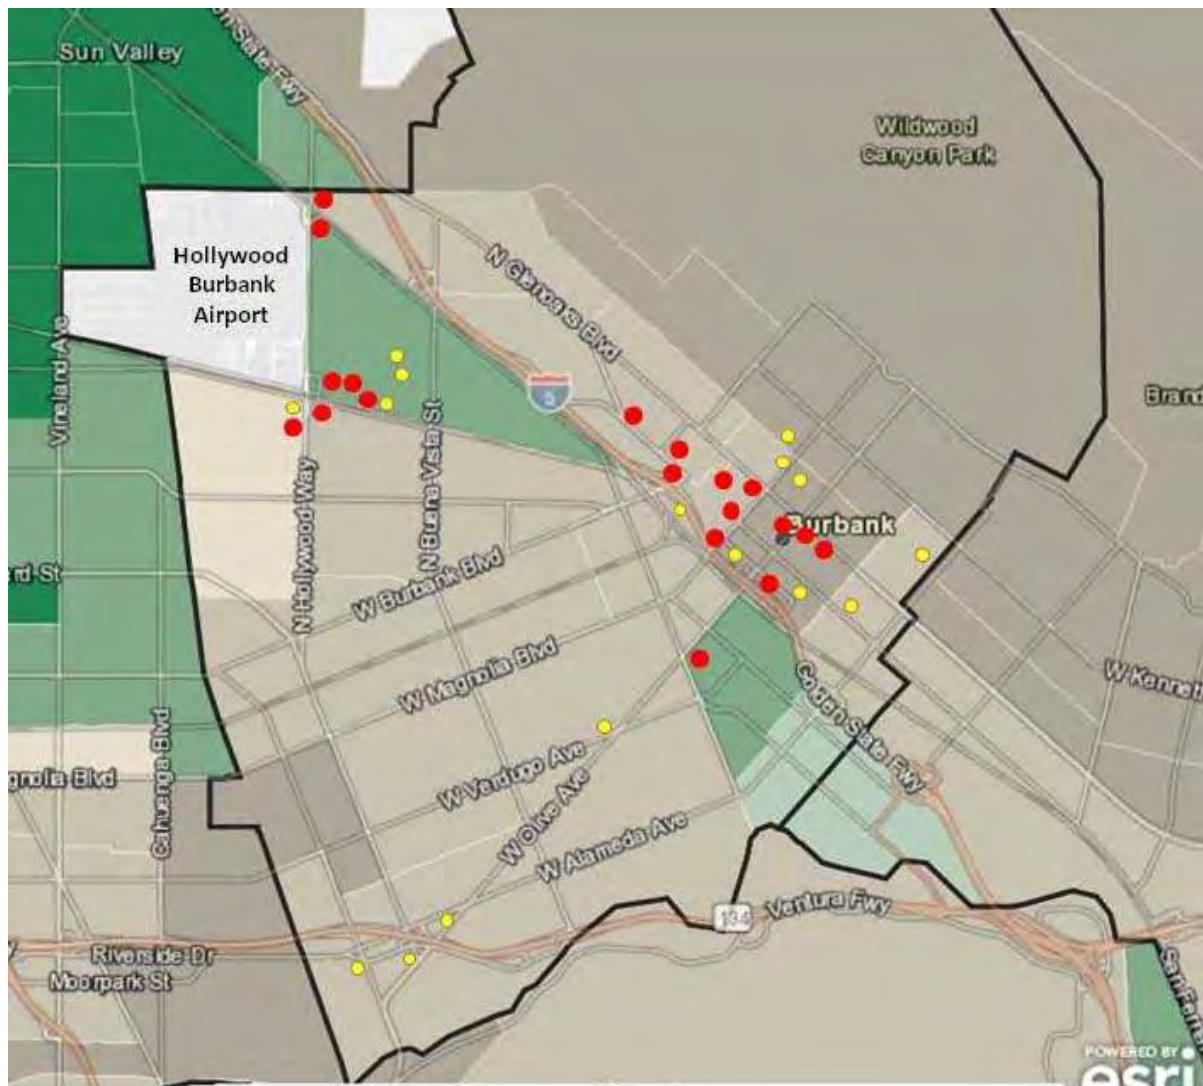 Sun Valley
on State Fwy
Wildwood
Canyon Park
Hollywood
Burbank
Airport
N Glenoaks Blvd
Vineland Ave
5
Brand
N Buena Vista St
N Hollywood Way
Burbank
rd St
W Burbank Blvd
W Magnolia Blvd
W Kennet
Golden State Fwy
Cahuenga Blvd
gnolia Blvd
W Verdugo Ave
W Olive Ave
W Alameda Ave
134
Ventura Fwy
Riverside Dr
Moorpark St
San Fern
POWERED BY
esri